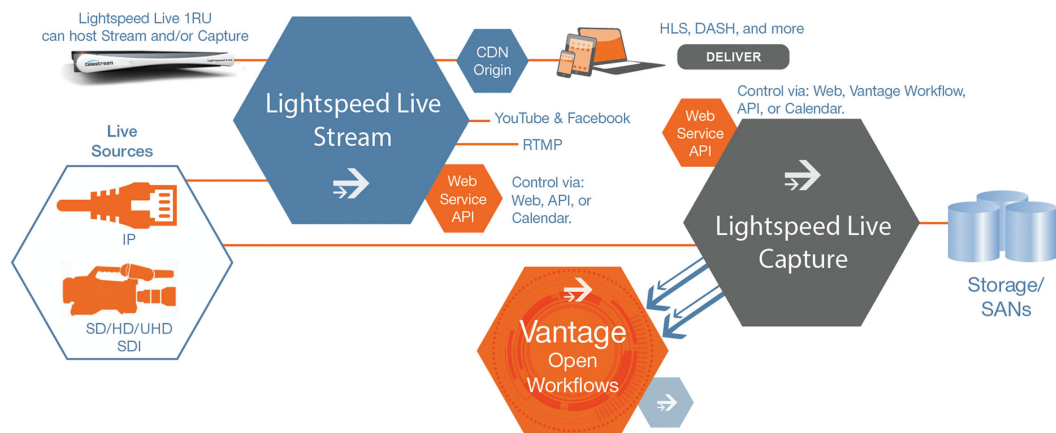 Lightspeed Live 1RU
can host Stream and/or Capture
Lightspeed Live
Stream
CDN
Origin
HLS, DASH, and more
DELIVER
YouTube & Facebook
RTMP
Web
Service
API
Control via:
Web, API, or
Calendar.
Control via: Web, Vantage Workflow,
API, or Calendar.
Web
Service
API
Live
Sources
IP
SD/HD/UHD
SDI
Lightspeed Live
Capture
Storage/
SANs
Vantage
Open
Workflows